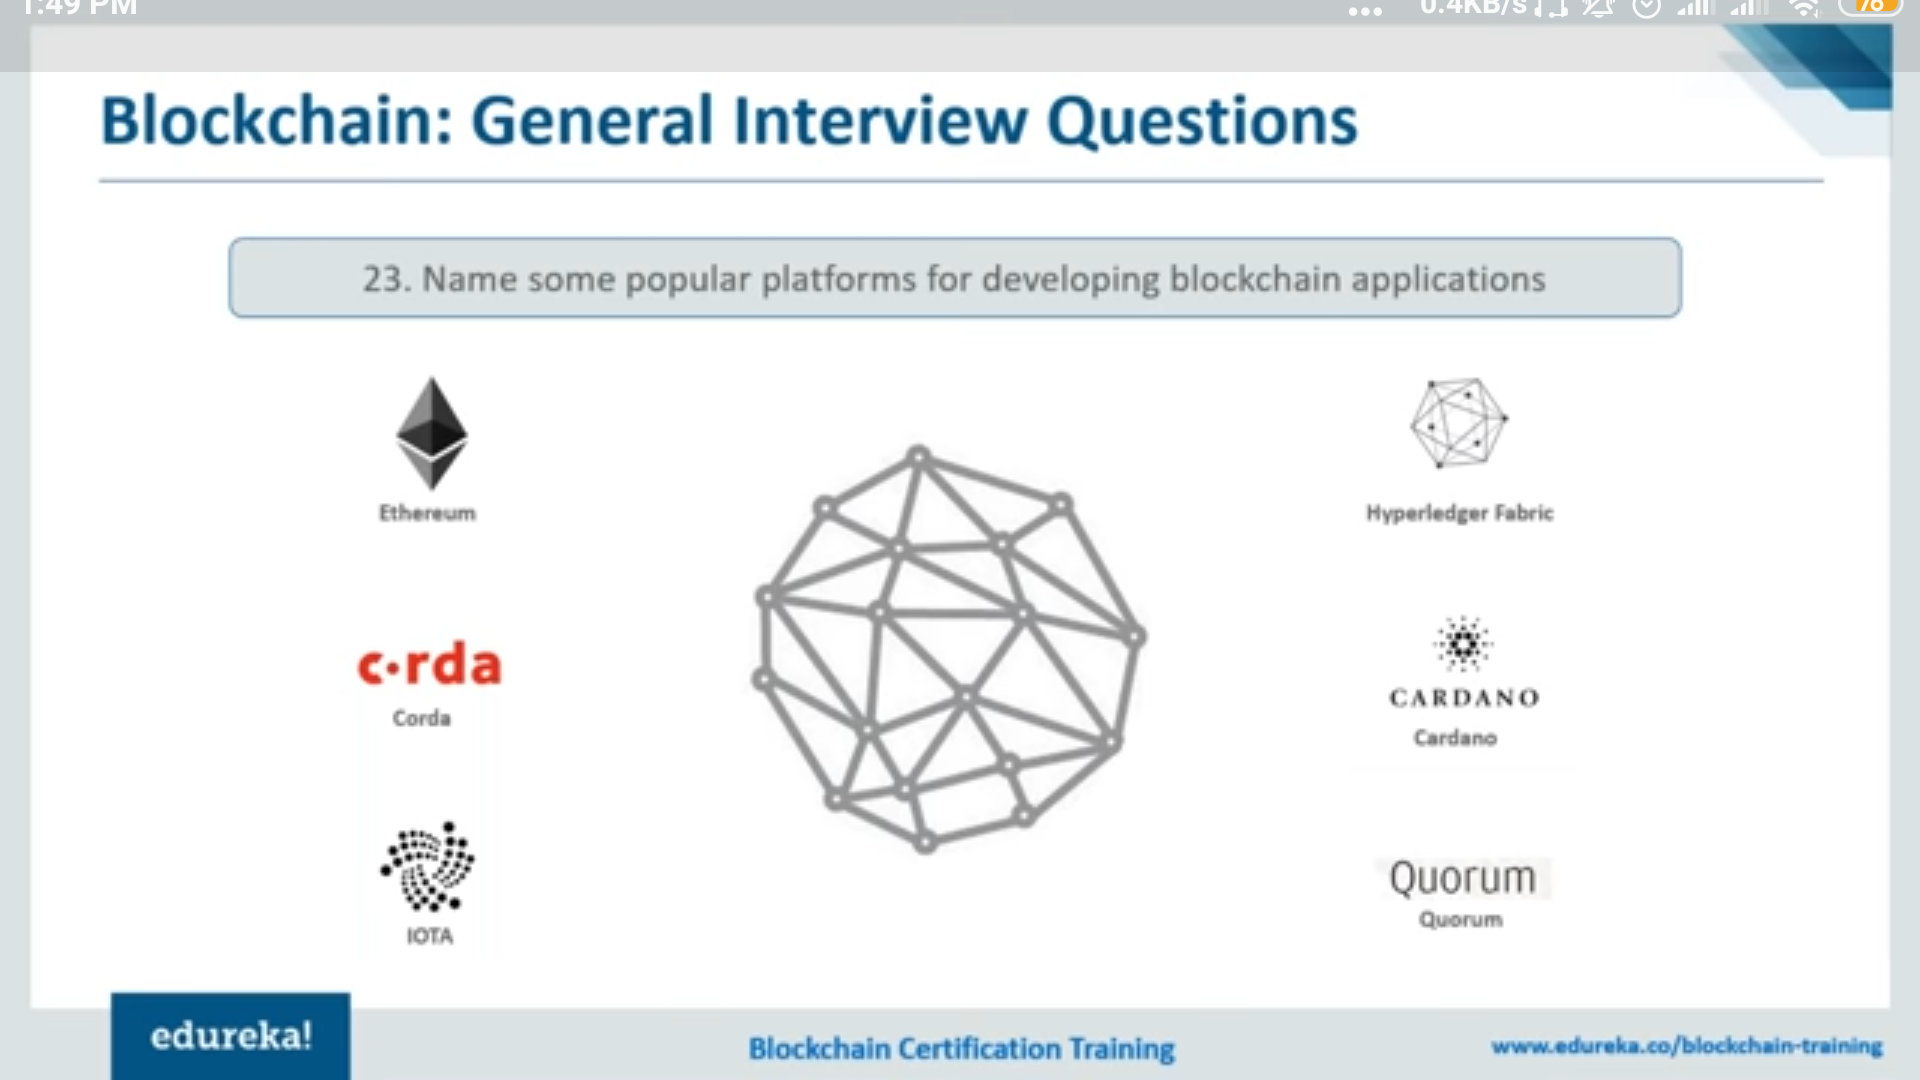 1:49 PM
... 0.4KB/s 76
Blockchain: General Interview Questions
23. Name some popular platforms for developing blockchain applications
Ethereum
Hyperledger Fabric
c·rda
Corda
CARDANO
Cardano
IOTA
Quorum
Quorum
edureka!
Blockchain Certification Training
www.edureka.co/blockchain-training